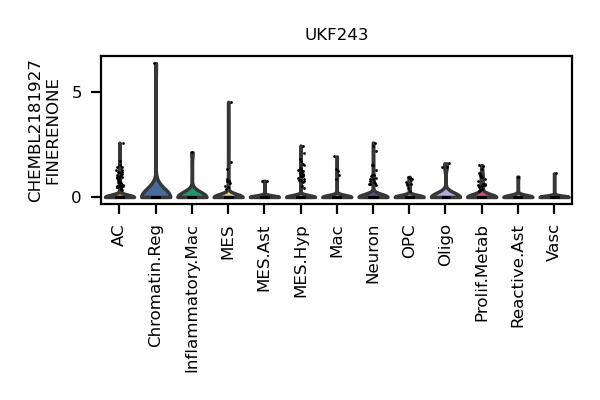 UKF243
CHEMBL2181927
FINERENONE
5
0
AC
Chromatin.Reg
Inflammatory.Mac
MES
MES.Ast
MES.Hyp
Mac
Neuron
OPC
Oligo
Prolif.Metab
Reactive.Ast
Vasc